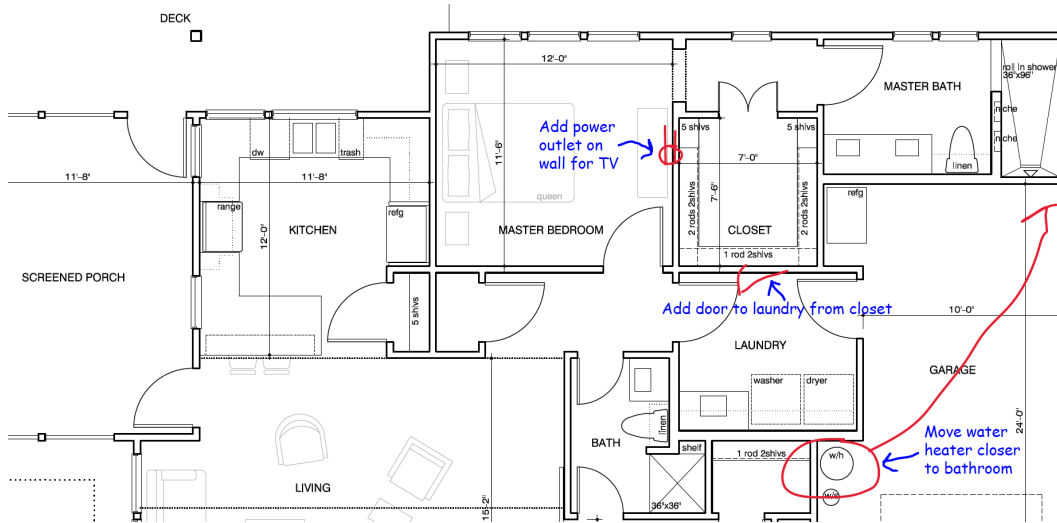 DECK
12'-0"
MASTER BATH
roll in shower
36"x96"
niche
niche
linen
Add power
outlet on
wall for TV
5 shlvs
5 shlvs
7'-0"
7'-6"
2 rods 2shlvs
2 rods 2shlvs
CLOSET
1 rod 2shlvs
11'-6"
queen
MASTER BEDROOM
dw
trash
11'-8"
11'-8"
range
refg
12'-0"
KITCHEN
SCREENED PORCH
5 shlvs
refg
Add door to laundry from closet
10'-0"
LAUNDRY
washer
dryer
GARAGE
24'-0"
Move water
heater closer
to bathroom
w/h
w/s
BATH
linen
shelf
36"x36"
1 rod 2shlvs
LIVING
15'-2"